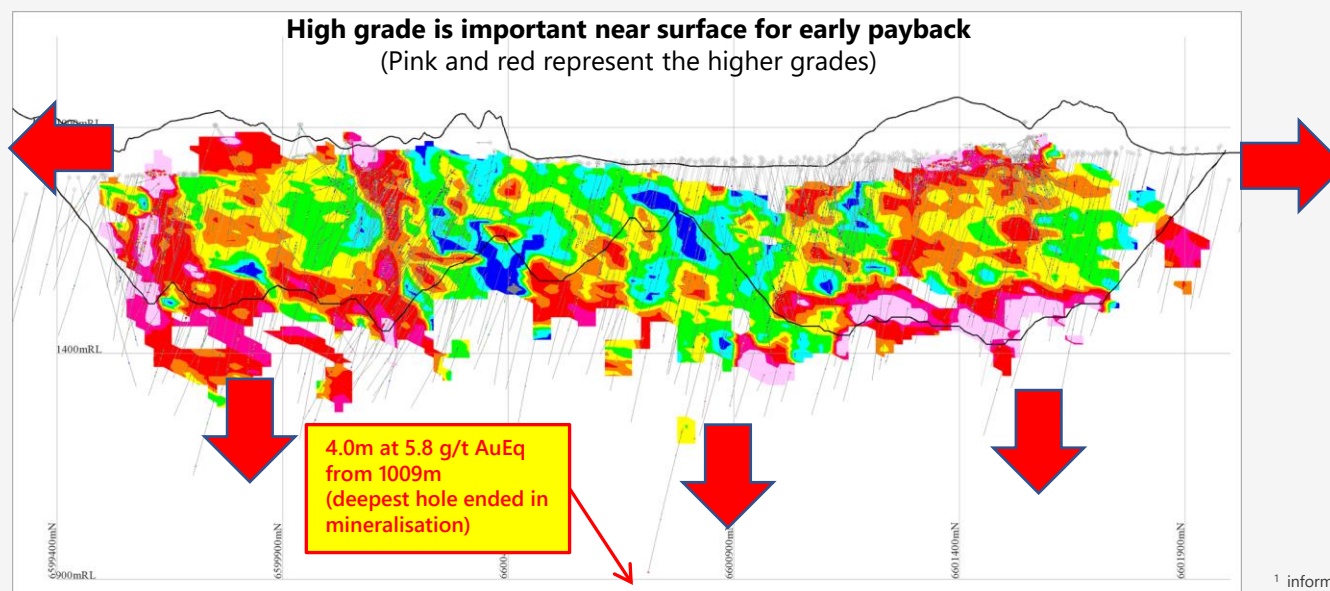 High grade is important near surface for early payback
(Pink and red represent the higher grades)
1400mRL
4.0m at 5.8 g/t AuEq
from 1009m
(deepest hole ended in
mineralisation)
6599400mN
6599900mN
6600900mN
6601400mN
6601900mN
900mRL
¹ inform